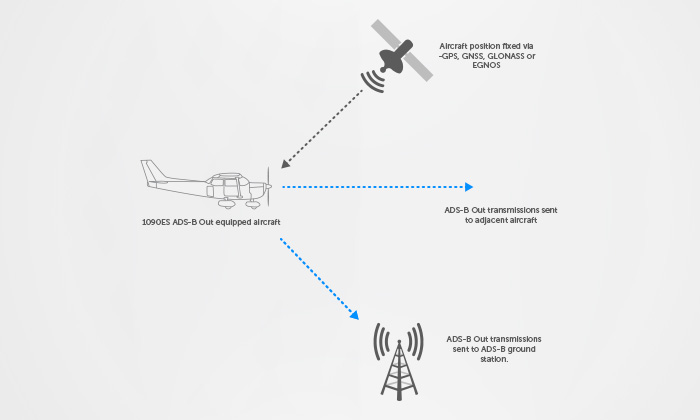 Aircraft position fixed via
-GPS, GNSS, GLONASS or
EGNOS
1090ES ADS-B Out equipped aircraft
ADS-B Out transmissions sent
to adjacent aircraft
ADS-B Out transmissions
sent to ADS-B ground
station.